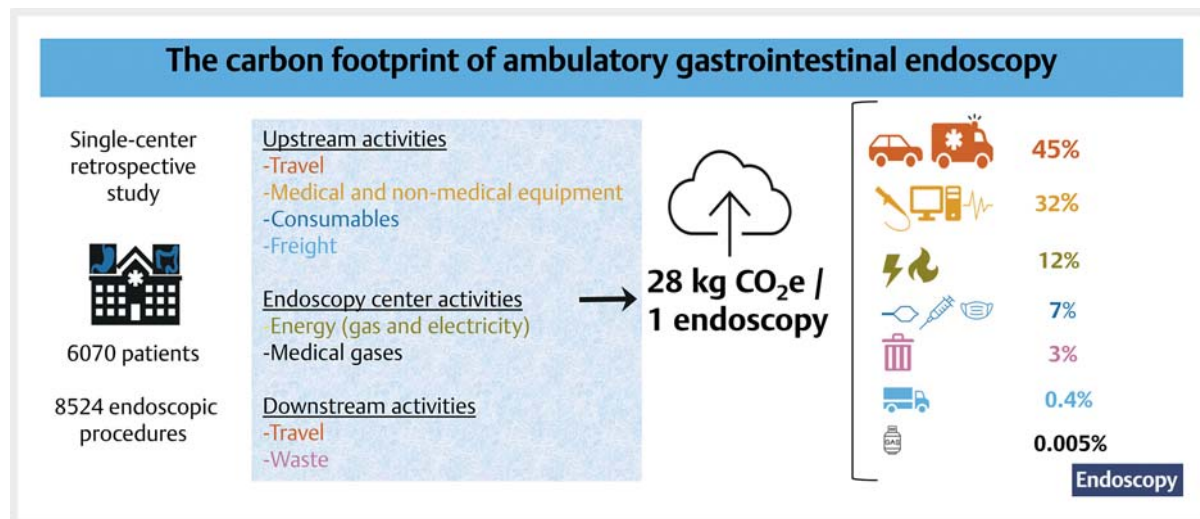 The carbon footprint of ambulatory gastrointestinal endoscopy
Single-center
retrospective
study
6070 patients
8524 endoscopic
procedures
Upstream activities
-Travel
-Medical and non-medical equipment
-Consumables
-Freight
Endoscopy center activities
-Energy (gas and electricity)
-Medical gases
Downstream activities
-Travel
-Waste
28 kg CO₂e /
1 endoscopy
45%
32%
12%
7%
3%
0.4%
GAS
0.005%
Endoscopy